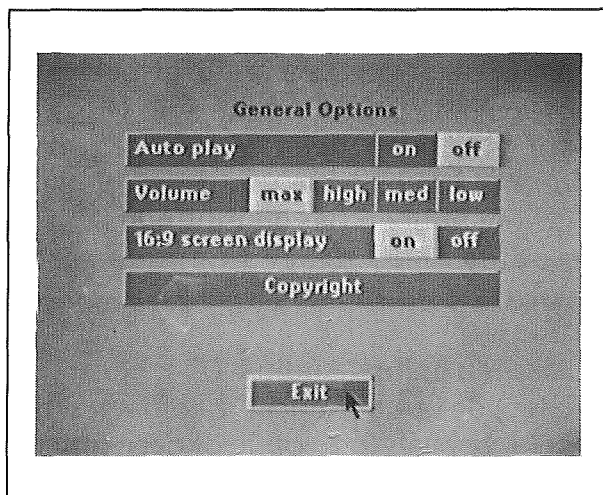 General Options
Auto play on off
Volume max high med low
16:9 screen display on off
Copyright
Exit